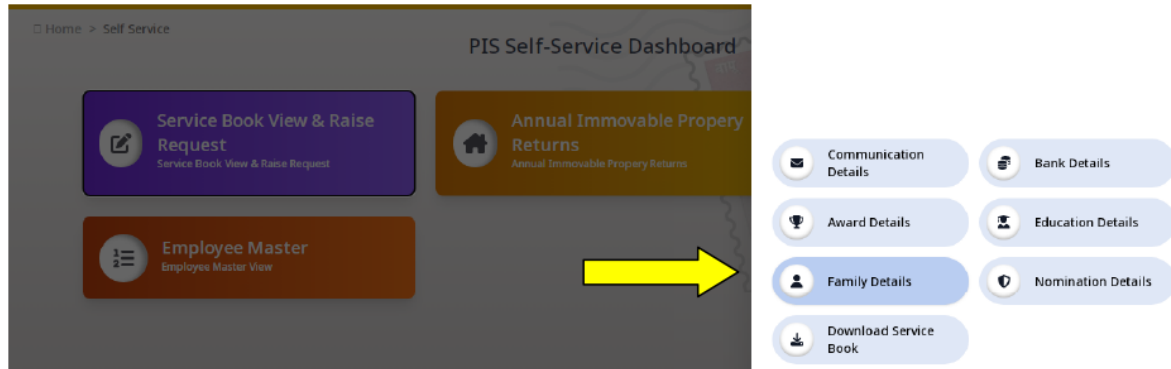 Home > Self Service
PIS Self-Service Dashboard
Service Book View & Raise
Request
Service Book View & Raise Request
Annual Immovable Propery
Returns
Annual Immovable Propery Returns
Employee Master
Employee Master View
Communication
Details
Bank Details
Award Details
Education Details
Family Details
Nomination Details
Download Service
Book